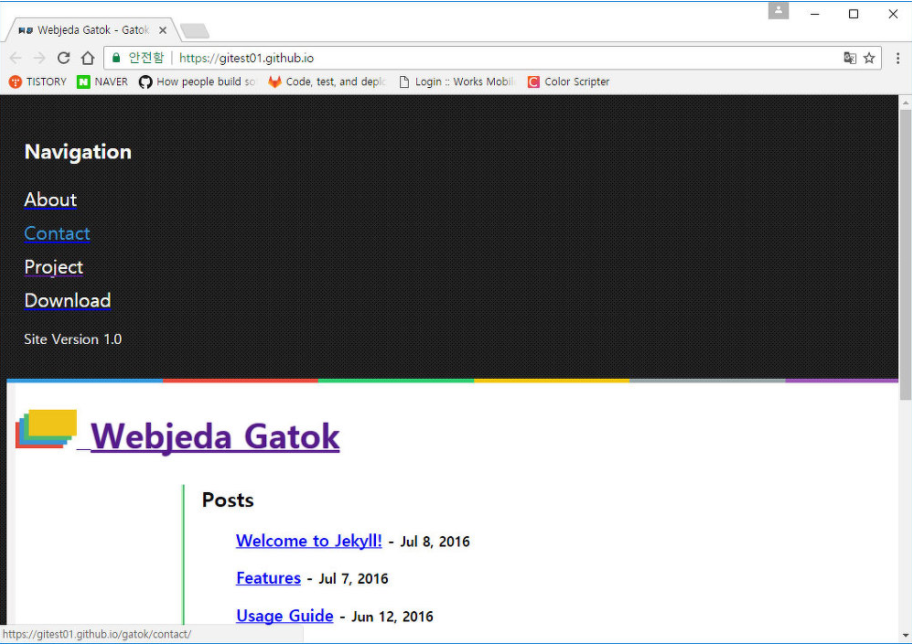 Webjeda Gatok - Gatok
안전함 | https://gitest01.github.io
TISTORY NAVER How people build so Code, test, and deplo Login :: Works Mobil Color Scripter
Navigation
About
Contact
Project
Download
Site Version 1.0
Webjeda Gatok
Posts
Welcome to Jekyll! - Jul 8, 2016
Features - Jul 7, 2016
Usage Guide - Jun 12, 2016
https://gitest01.github.io/gatok/contact/